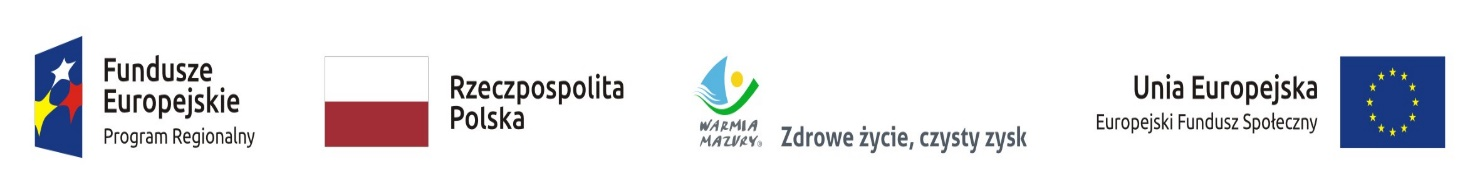 Fundusze
Europejskie
Program Regionalny
Rzeczpospolita
Polska
WARMIA
MAZURY®
Zdrowe życie, czysty zysk
Unia Europejska
Europejski Fundusz Społeczny